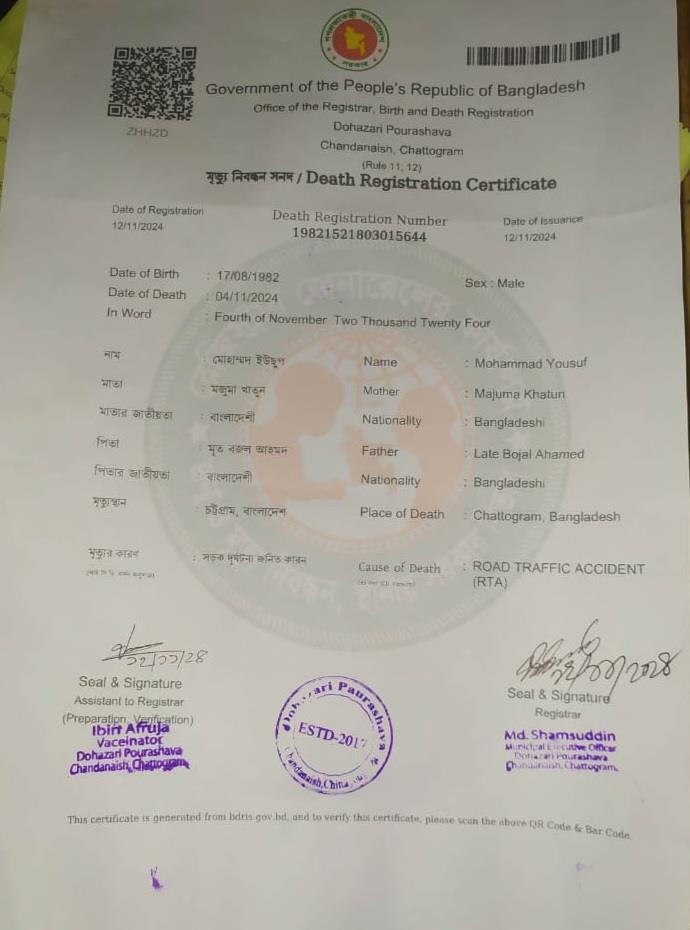 ZHHZD
Government of the People's Republic of Bangladesh
Office of the Registrar, Birth and Death Registration
Dohazari Pourashava
Chandanaish, Chattogram
(Rule 11, 12)
মৃত্যু নিবন্ধন সনদ / Death Registration Certificate
Date of Registration
12/11/2024
Death Registration Number
19821521803015644
Date of Issuance
12/11/2024
Date of Birth : 17/08/1982 Sex : Male
Date of Death : 04/11/2024
In Word : Fourth of November Two Thousand Twenty Four
নাম : মোহাম্মদ ইউছুপ Name : Mohammad Yousuf
মাতা : মজুমা খাতুন Mother : Majuma Khatun
মাতার জাতীয়তা : বাংলাদেশী Nationality : Bangladeshi
পিতা : মৃত বজল আহমদ Father : Late Bojal Ahamed
পিতার জাতীয়তা : বাংলাদেশী Nationality : Bangladeshi
মৃত্যুস্থান : চট্টগ্রাম, বাংলাদেশ Place of Death : Chattogram, Bangladesh
মৃত্যুর কারণ : সড়ক দূর্ঘটনা জনিত কারন Cause of Death : ROAD TRAFFIC ACCIDENT
(RTA)
Seal & Signature
Assistant to Registrar
(Preparation, Verification)
Ibirt Afruja
Vaceinator
Dohazari Pourashava
Chandanaish, Chattogram
Dohazari Paurashava
ESTD-2017
Chandanaish,
Seal & Signature
Registrar
Md. Shamsuddin
Municipal Executive Officer
Dohazari Pourashava
Chandanaish, Chattogram.
This certificate is generated from bdris.gov.bd, and to verify this certificate, please scan the above QR Code & Bar Code.